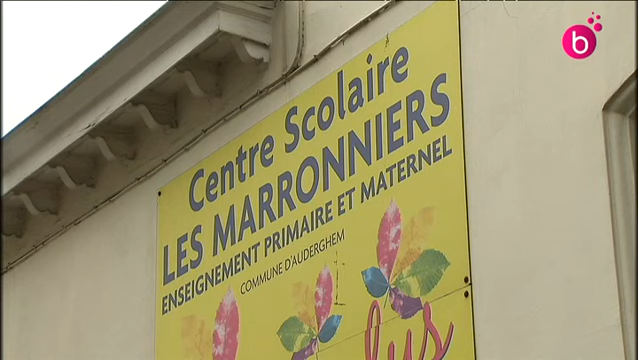 b
Centre Scolaire
LES MARRONNIERS
ENSEIGNEMENT PRIMAIRE ET MATERNEL
COMMUNE D'AUDERGHEM